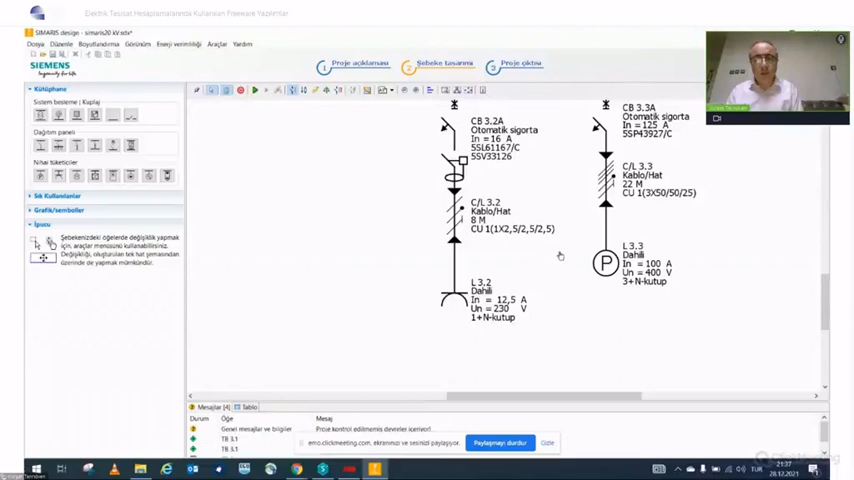 Elektrik Tesisat Hesaplamalarında Kullanılan Freeware Yazılımlar
SIMARIS design - simaris20 kV.sdx*
Dosya Düzenle Boyutlandırma Görünüm Enerji verimliliği Araçlar Yardım
SIEMENS
Ingenuity for life
1 Proje açıklaması
2 Şebeke tasarımı
3 Proje çıktısı
Kütüphane
Sistem besleme | Kuplaj
Dağıtım paneli
Nihai tüketiciler
Sık Kullanılanlar
Grafik/semboller
İpucu
Şebekenizdeki öğelerde değişiklik yapmak
için, araçlar menüsünü kullanabilirsiniz.
Değişikliği, oluşturulan tek hat şemasından
üzerinde de yapmak mümkündür.
CB 3.2A
Otomatik sigorta
In = 16 A
5SL61167/C
5SV33126
C/L 3.2
Kablo/Hat
8 M
CU 1(1X2,5/2,5/2,5)
L 3.2
Dahili
In = 12,5 A
Un = 230 V
1+N-kutup
CB 3.3A
Otomatik sigorta
In = 125 A
5SP43927/C
C/L 3.3
Kablo/Hat
22 M
CU 1(3X50/50/25)
P
L 3.3
Dahili
In = 100 A
Un = 400 V
3+N-kutup
Mesajlar [4] Tablo
Durum Öğe Mesaj
Genel mesajlar ve bilgiler Proje kontrol edilmemiş devreler içeriyor!
TB 3.1
TB 3.1
emo.clickmeeting.com, ekranınızı ve sesinizi paylaşıyor.
Paylaşmayı durdur
Gizle
TUR
21:37
28.12.2021